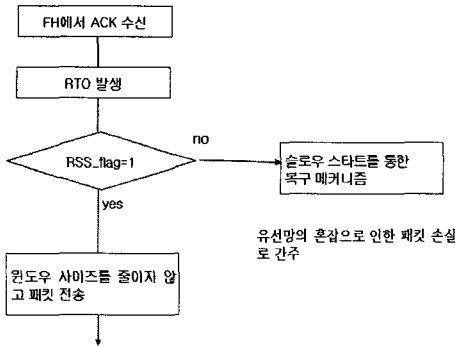 FH에서 ACK 수신
RTO 발생
RSS_flag=1
no
yes
슬로우 스타트를 통한
복구 메커니즘
유선망의 혼잡으로 인한 패킷 손실
로 간주
윈도우 사이즈를 줄이지 않
고 패킷 전송